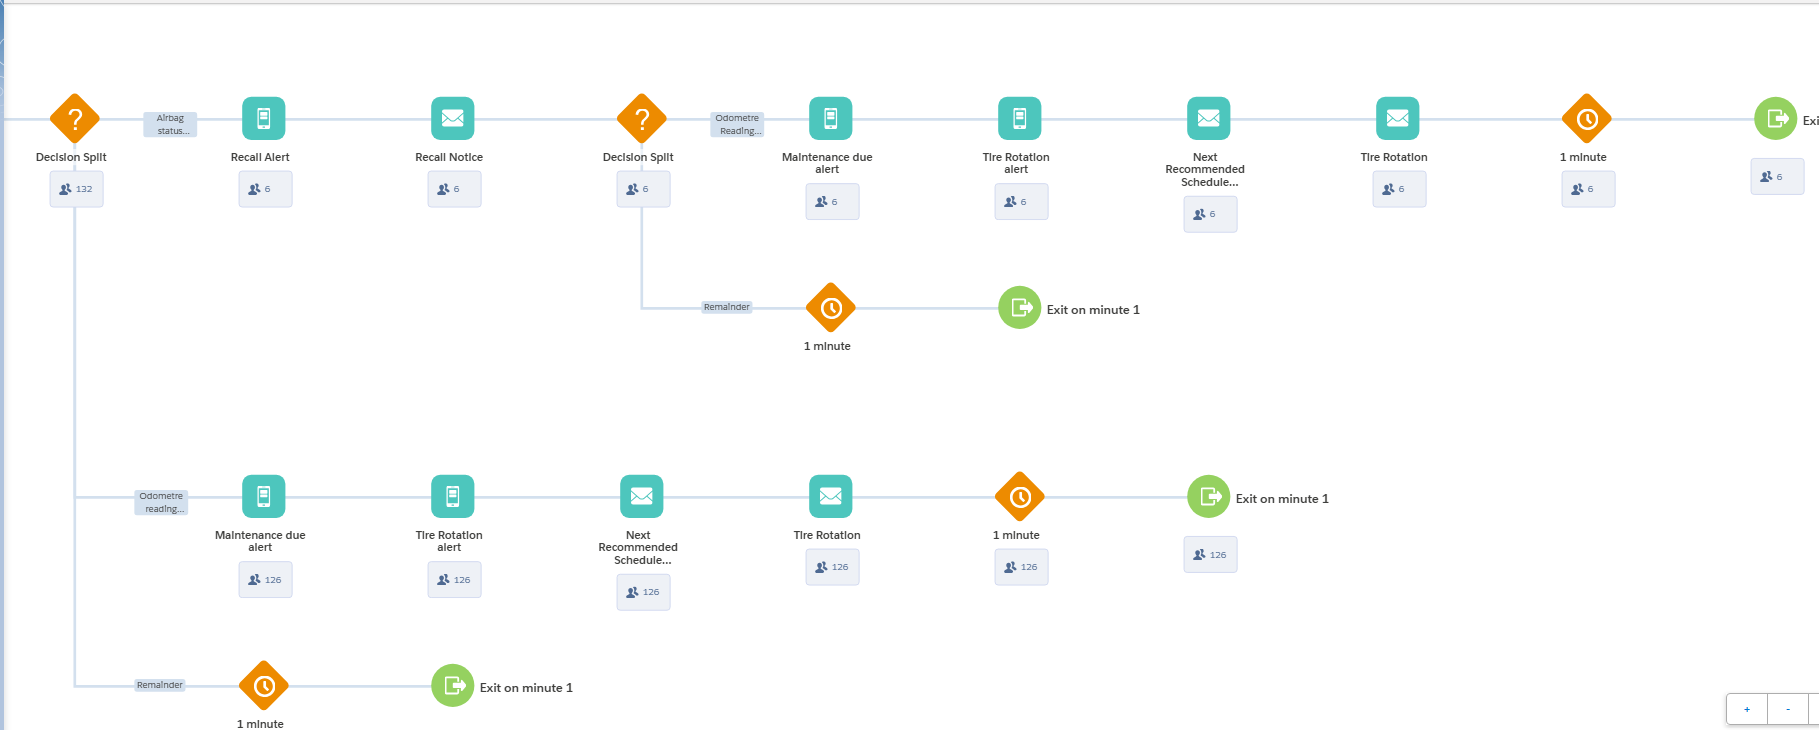 ?
Airbag
status...
?
Odometre
Reading...
Exi
Decision Split
Recall Alert
Recall Notice
Decision Split
Maintenance due
alert
Tire Rotation
alert
Next
Recommended
Schedule...
Tire Rotation
1 minute
132
6
6
6
6
6
6
6
6
6
Remainder
Exit on minute 1
1 minute
Odometre
reading...
Exit on minute 1
Maintenance due
alert
Tire Rotation
alert
Next
Recommended
Schedule...
Tire Rotation
1 minute
126
126
126
126
126
126
Remainder
Exit on minute 1
1 minute
+
-